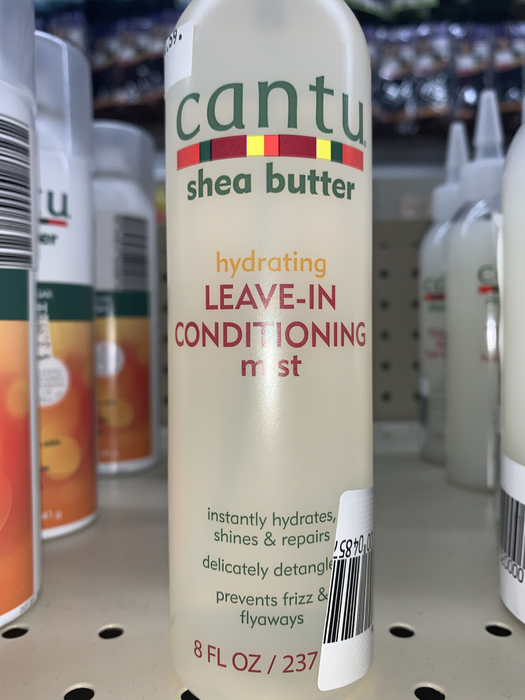 .59.
cantu
shea butter
hydrating
LEAVE-IN
CONDITIONING
mist
instantly hydrates,
shines & repairs
delicately detangle
prevents frizz &
flyaways
8 FL OZ / 237